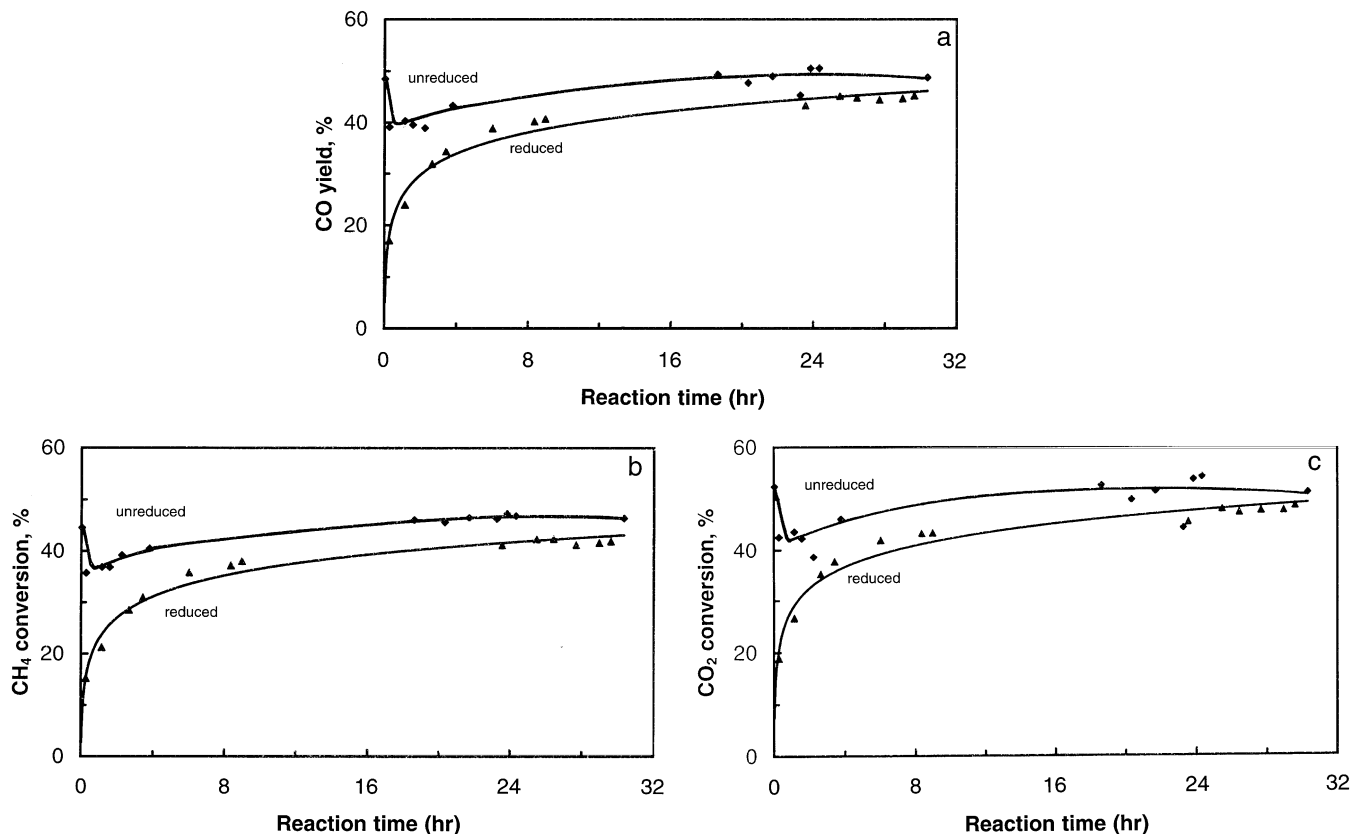 60
a
unreduced
40
reduced
20
0
CO yield, %
0 8 16 24 32
Reaction time (hr)
60
b
unreduced
40
reduced
20
0
CH₄ conversion, %
0 8 16 24 32
Reaction time (hr)
60
c
unreduced
40
reduced
20
0
CO₂ conversion, %
0 8 16 24 32
Reaction time (hr)